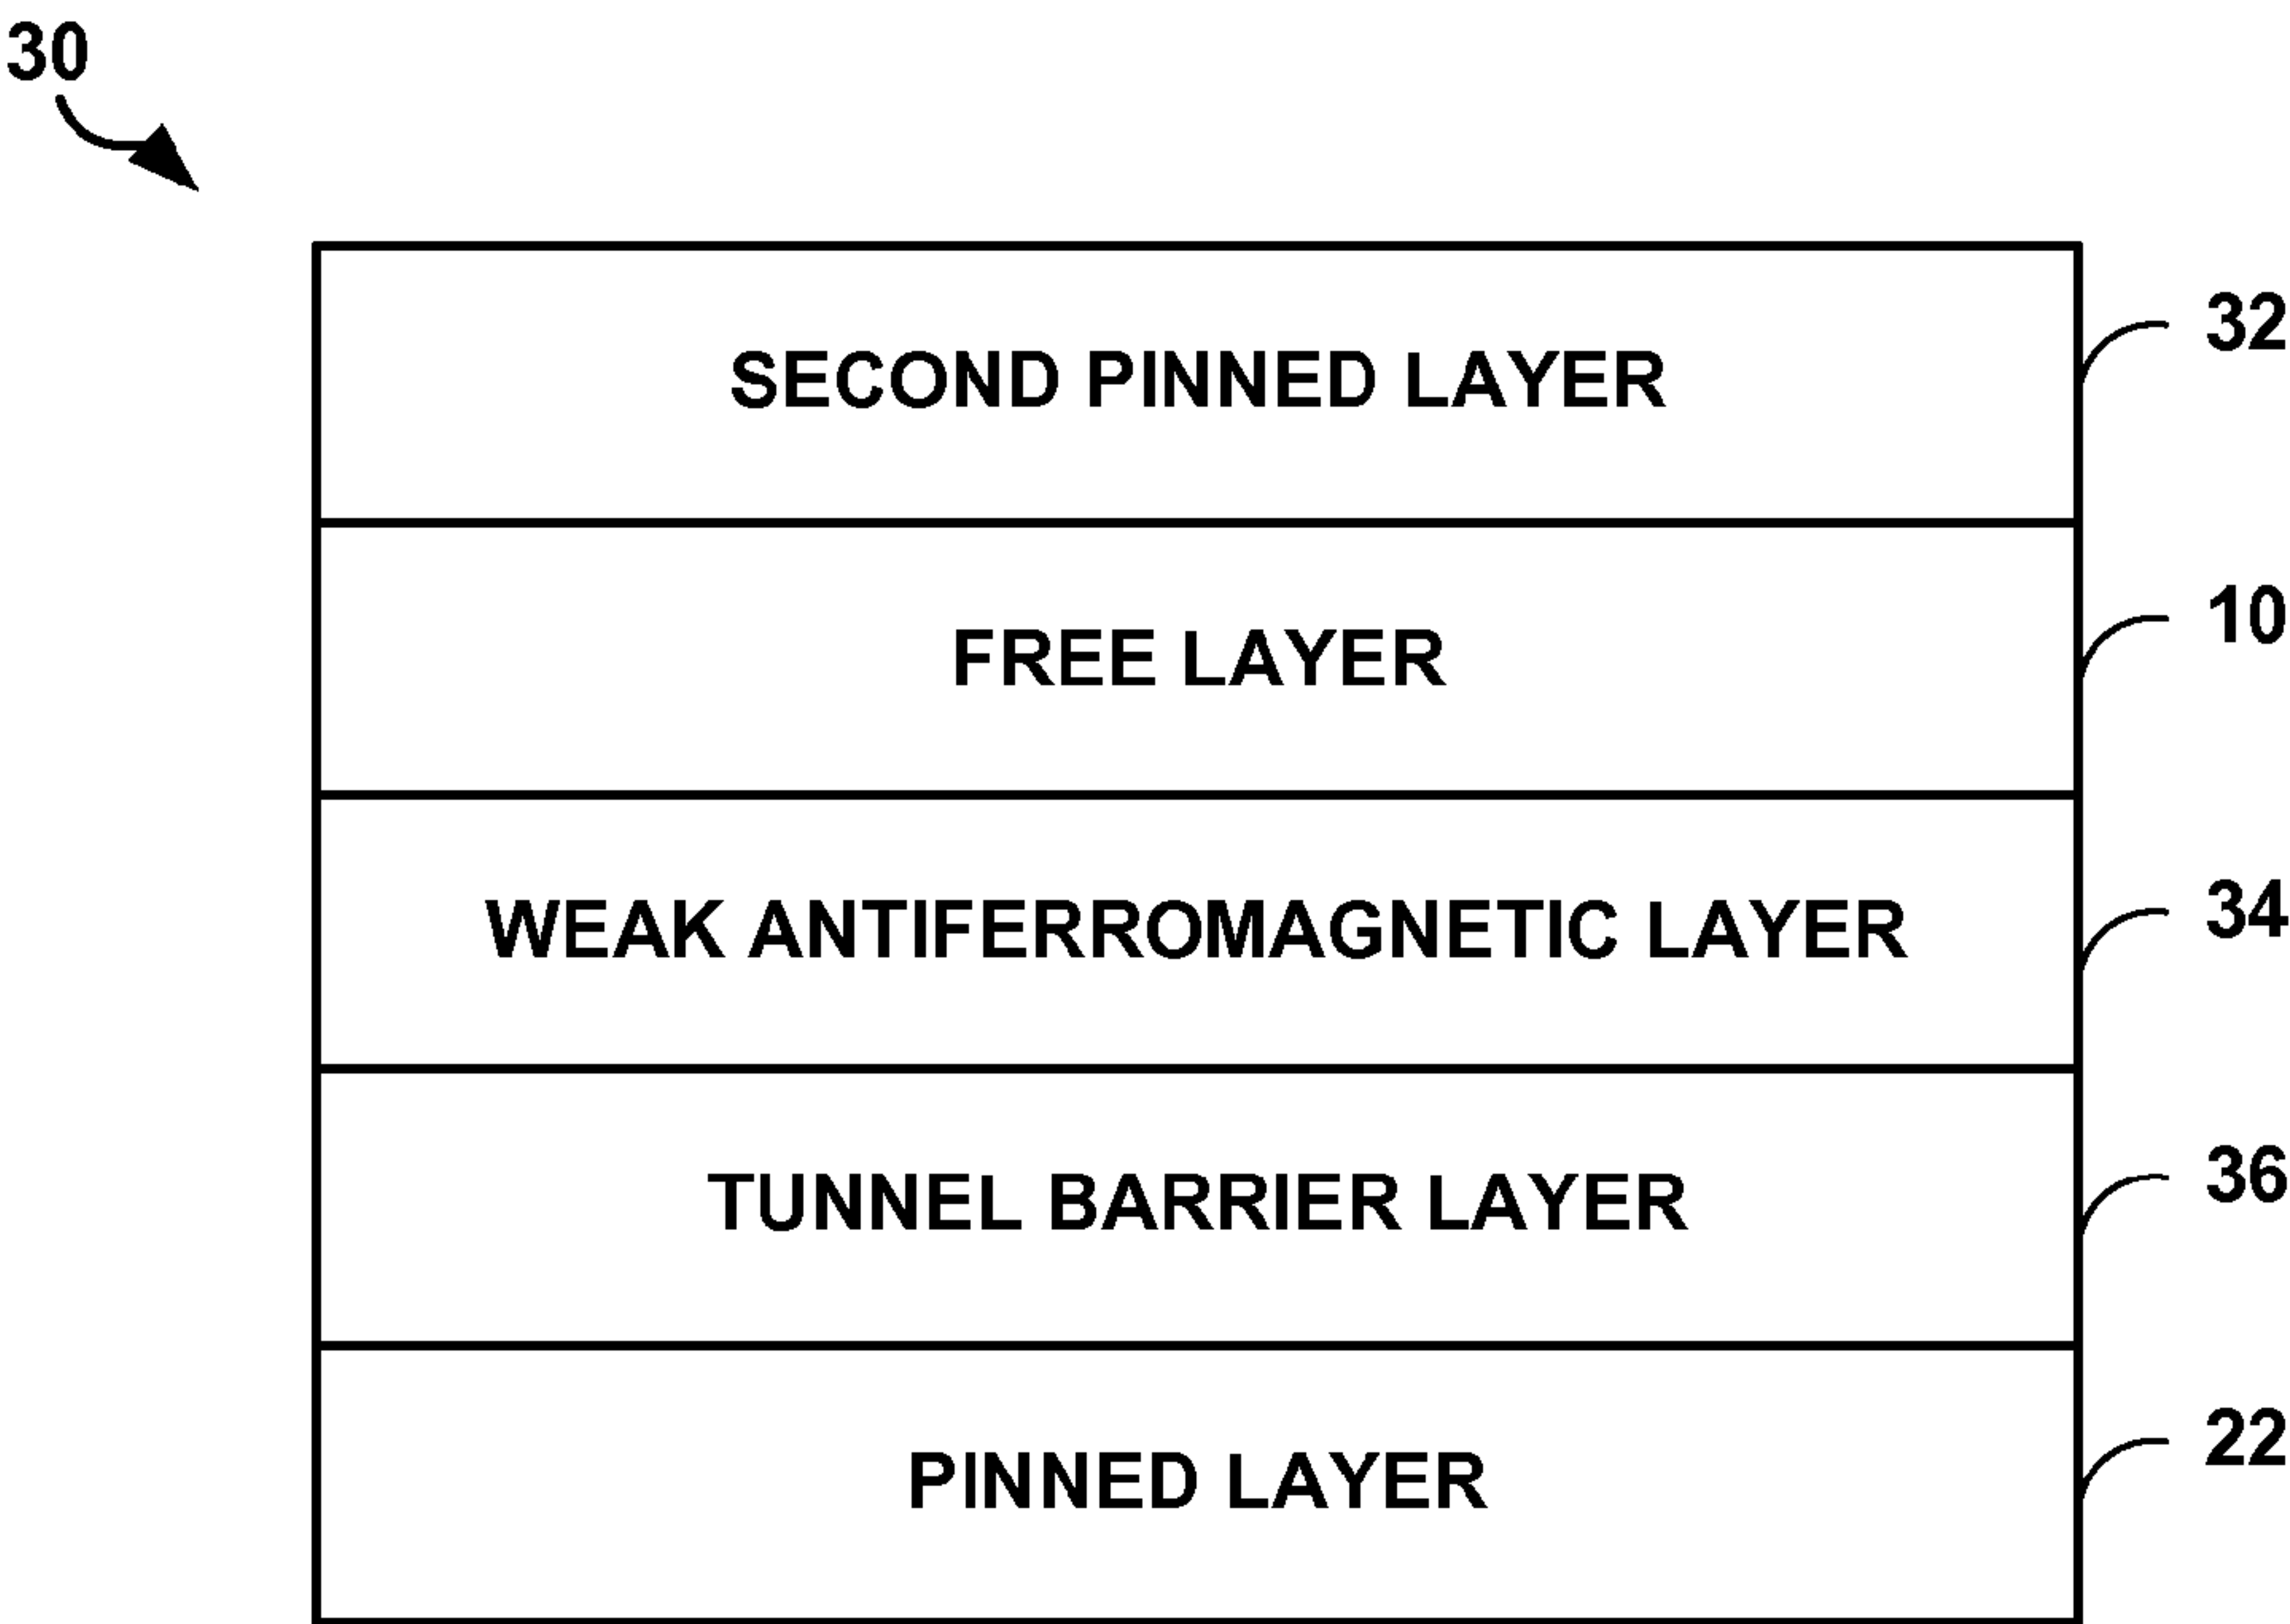 30
SECOND PINNED LAYER 32
FREE LAYER 10
WEAK ANTIFERROMAGNETIC LAYER 34
TUNNEL BARRIER LAYER 36
PINNED LAYER 22